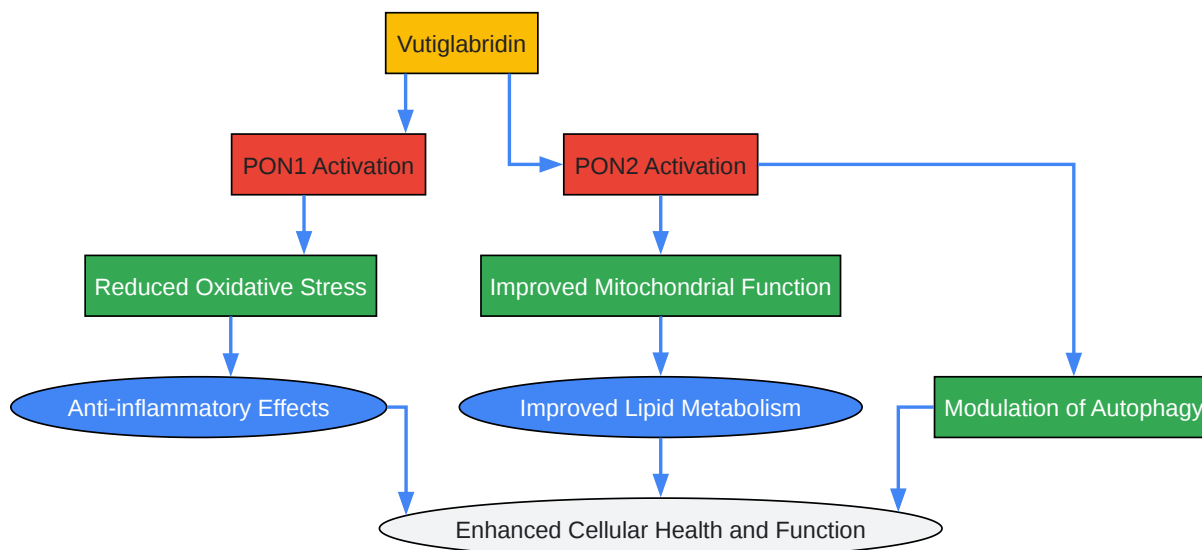 Vutiglabridin
PON1 Activation
PON2 Activation
Reduced Oxidative Stress
Improved Mitochondrial Function
Anti-inflammatory Effects
Improved Lipid Metabolism
Modulation of Autophagy
Enhanced Cellular Health and Function